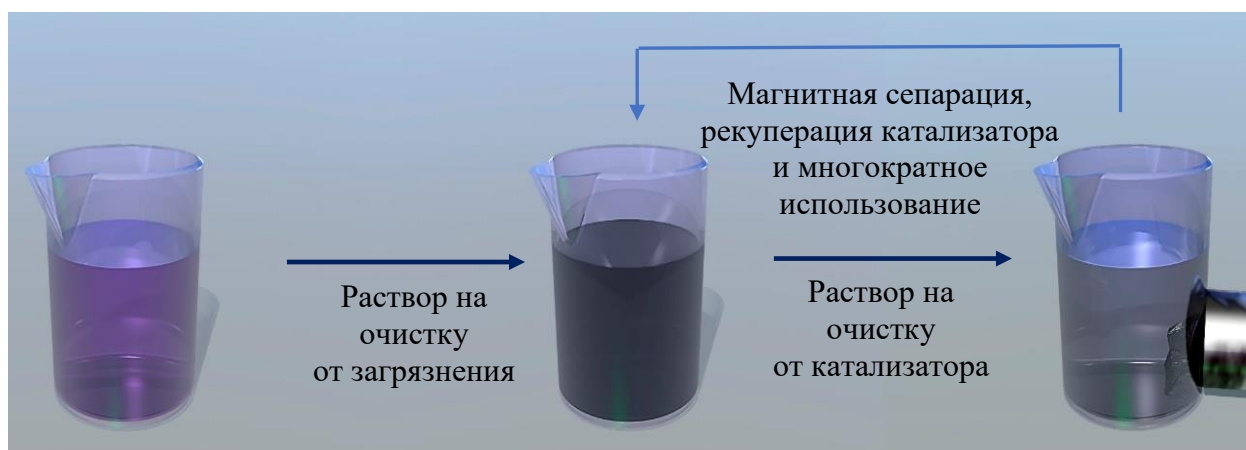 Магнитная сепарация,
рекуперация катализатора
и многократное
использование
Раствор на
очистку
от загрязнения
Раствор на
очистку
от катализатора